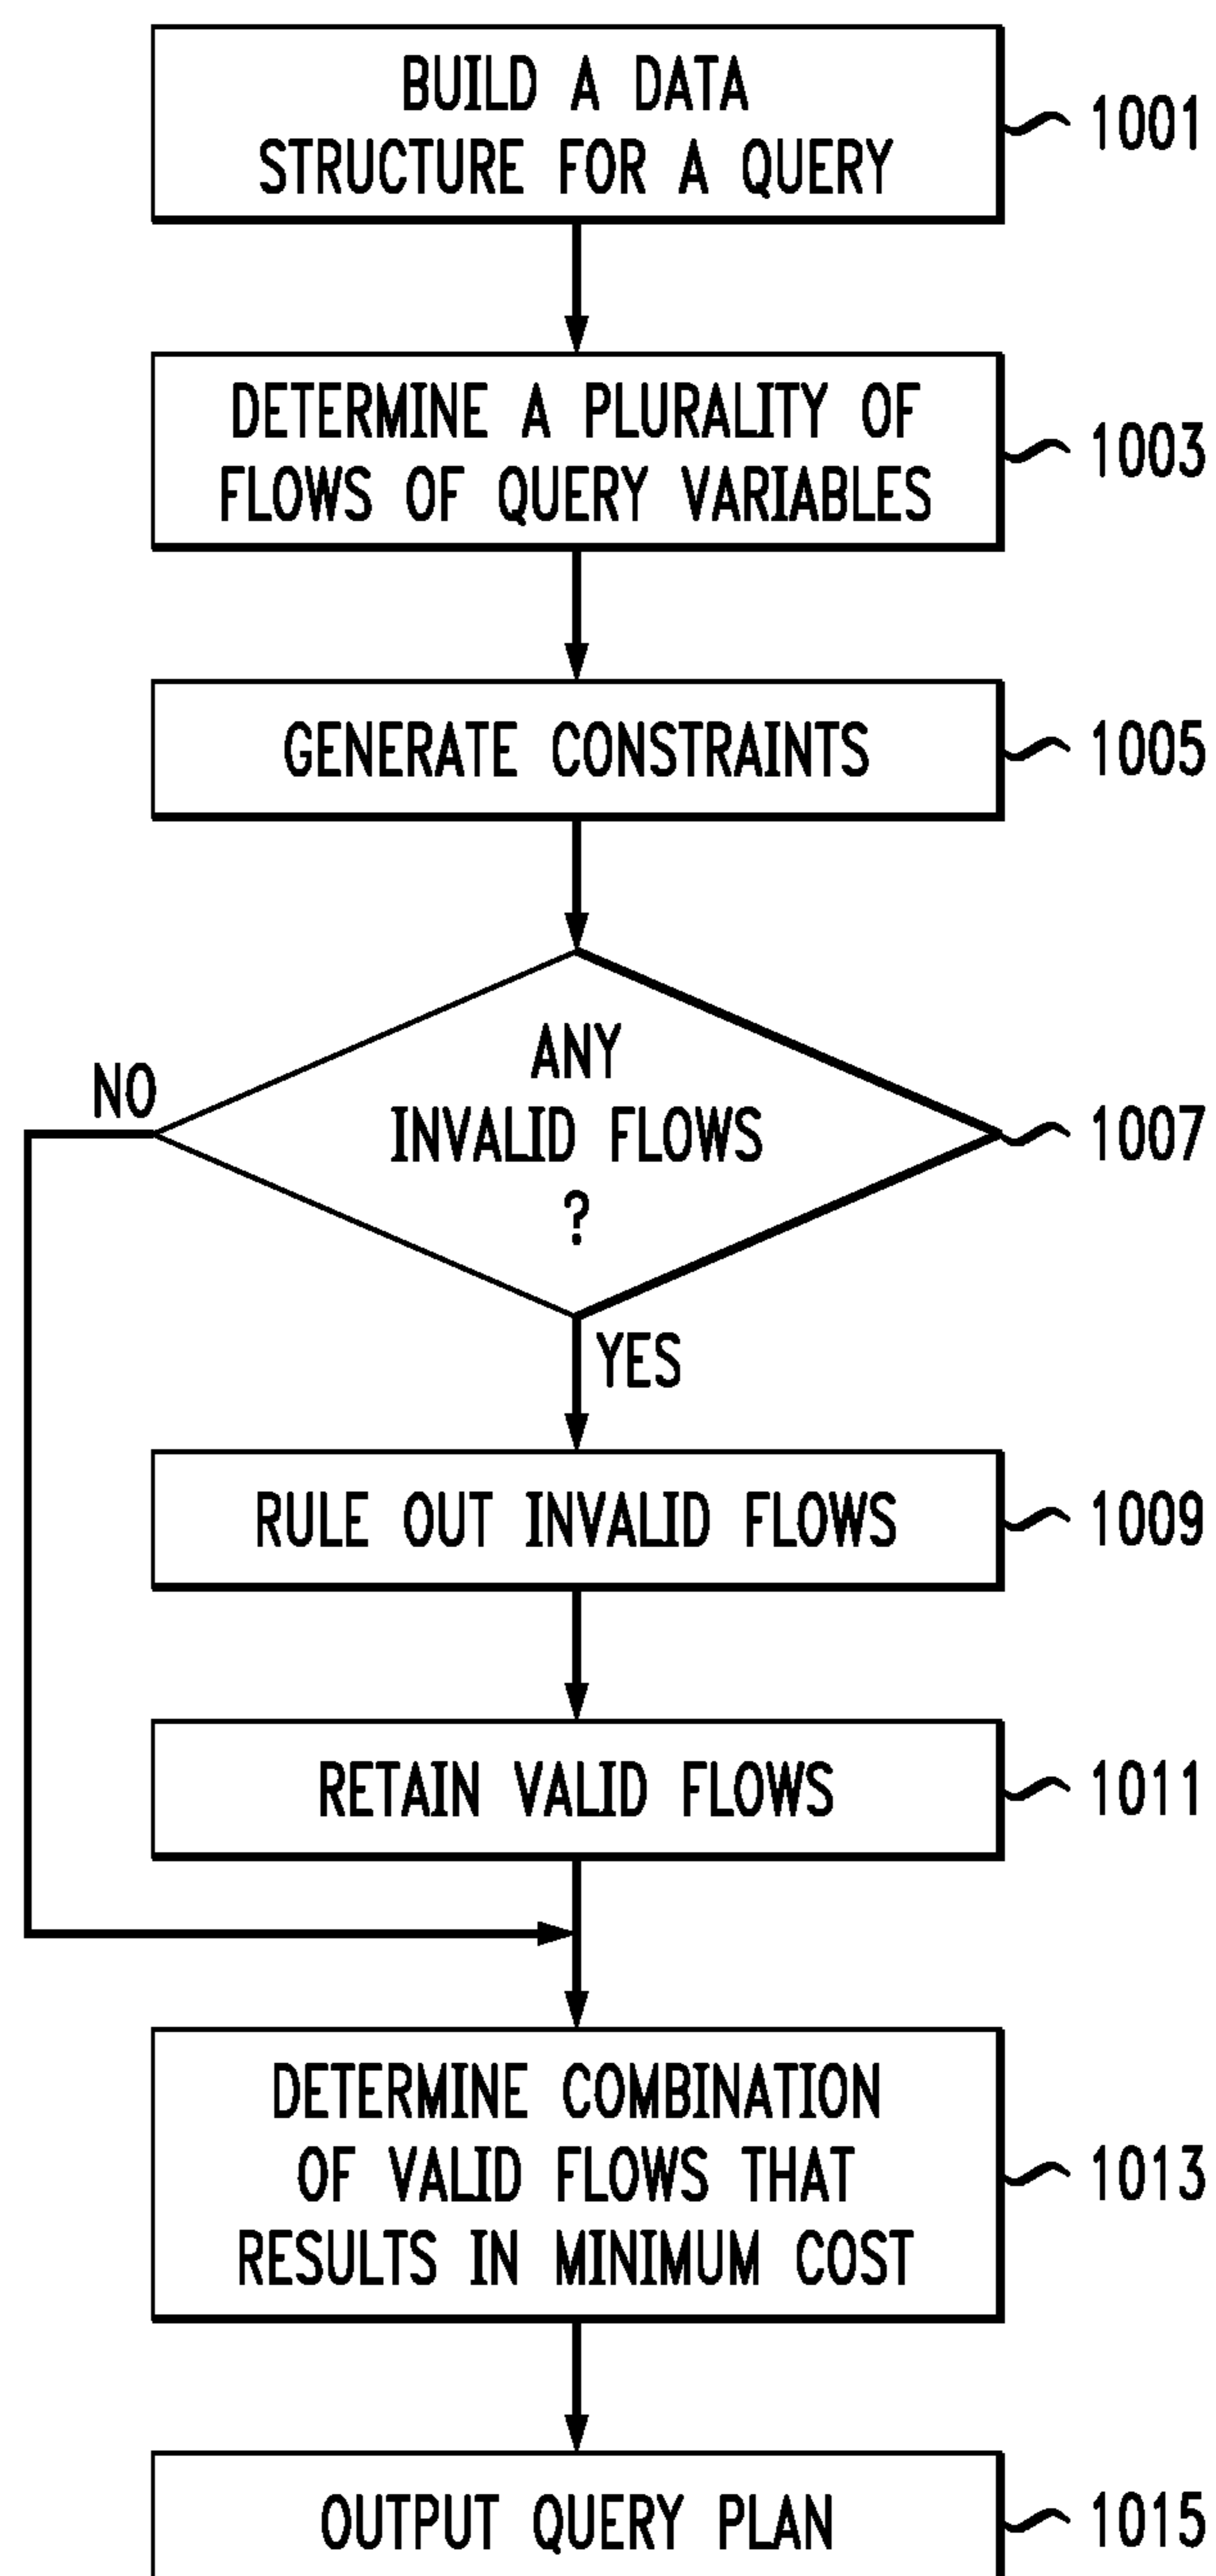 BUILD A DATA
STRUCTURE FOR A QUERY
1001
DETERMINE A PLURALITY OF
FLOWS OF QUERY VARIABLES
1003
GENERATE CONSTRAINTS
1005
ANY
INVALID FLOWS
?
1007
NO
YES
RULE OUT INVALID FLOWS
1009
RETAIN VALID FLOWS
1011
DETERMINE COMBINATION
OF VALID FLOWS THAT
RESULTS IN MINIMUM COST
1013
OUTPUT QUERY PLAN
1015